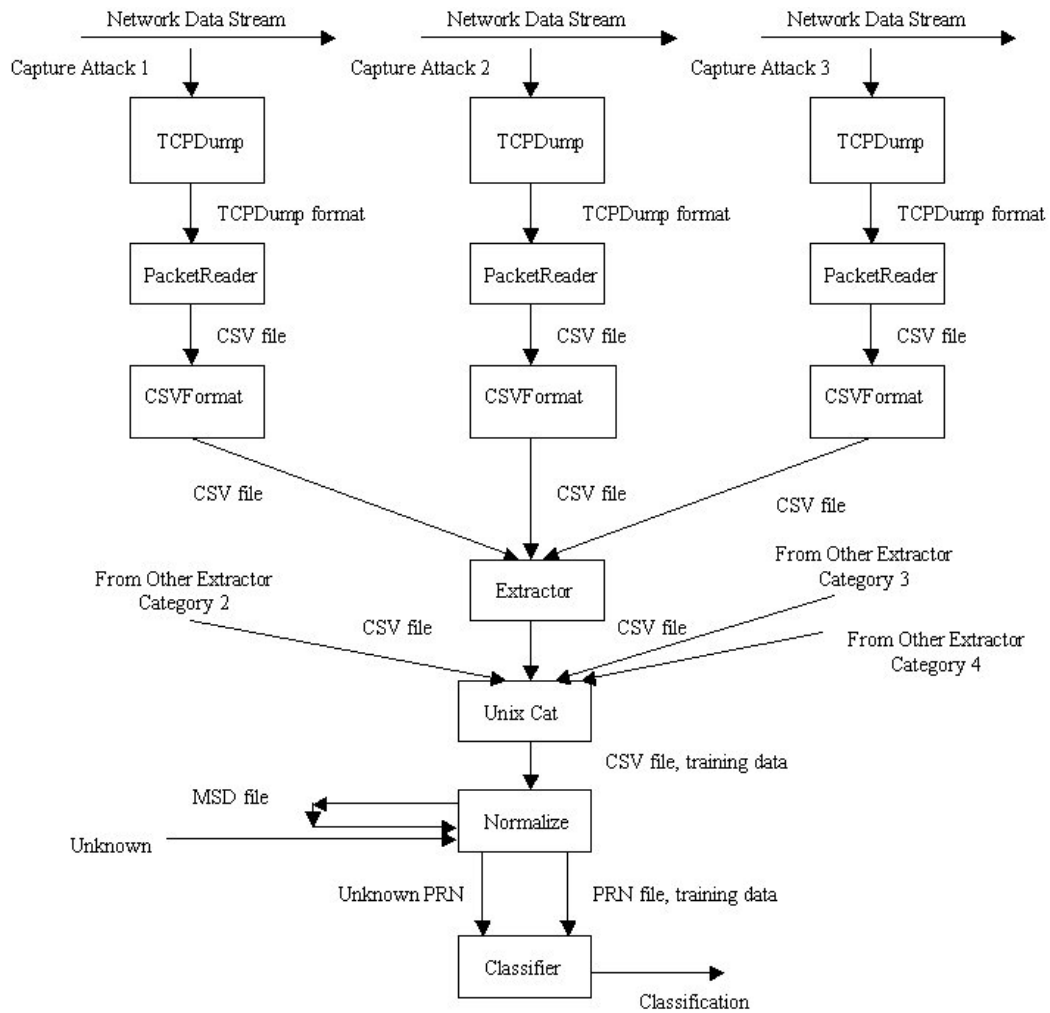 Network Data Stream
Network Data Stream
Network Data Stream
Capture Attack 1
Capture Attack 2
Capture Attack 3
TCPDump
TCPDump
TCPDump
TCPDump format
TCPDump format
TCPDump format
PacketReader
PacketReader
PacketReader
CSV file
CSV file
CSV file
CSVFormat
CSVFormat
CSVFormat
CSV file
CSV file
CSV file
From Other Extractor
Category 2
Extractor
From Other Extractor
Category 3
CSV file
CSV file
From Other Extractor
Category 4
Unix Cat
CSV file, training data
MSD file
Normalize
Unknown
Unknown PRN
PRN file, training data
Classifier
Classification